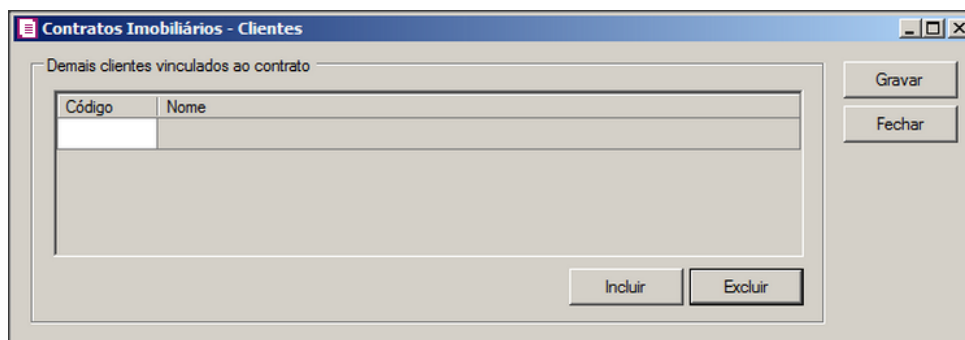 Contratos Imobiliários - Clientes
Demais clientes vinculados ao contrato
Gravar
Código Nome
Fechar
Incluir Excluir